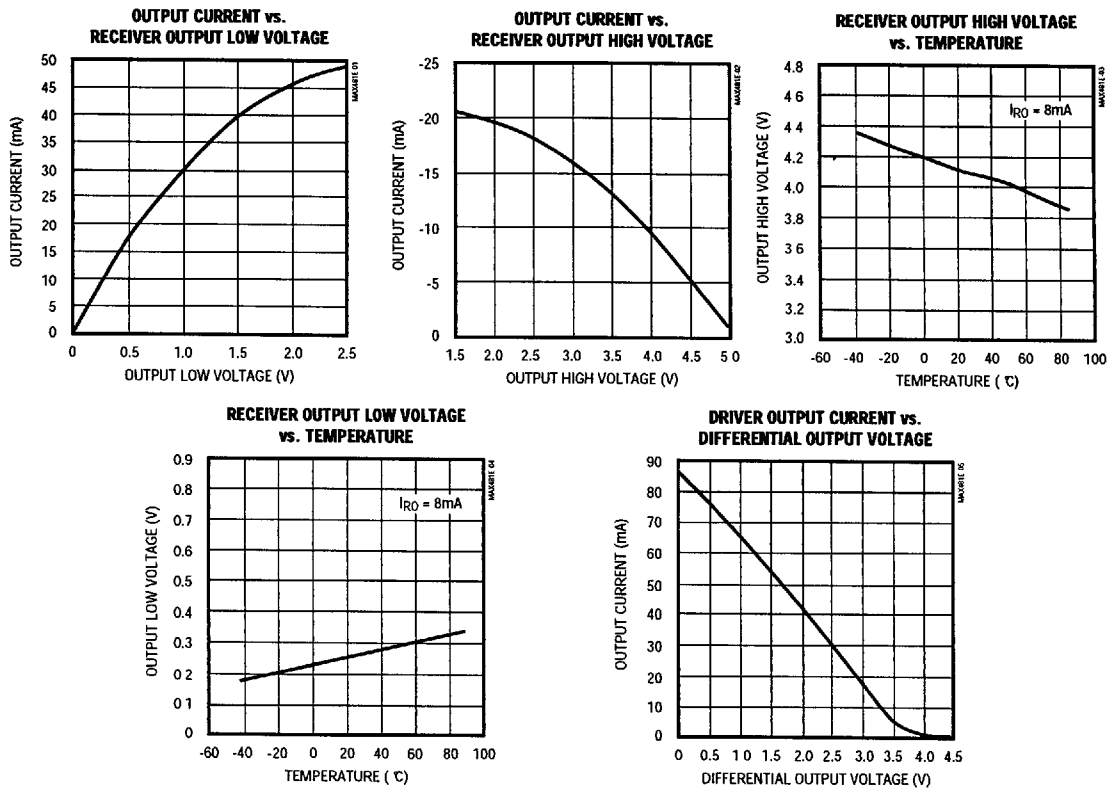 OUTPUT CURRENT vs.
RECEIVER OUTPUT LOW VOLTAGE
50
45
40
35
30
25
20
15
10
5
0
OUTPUT CURRENT (mA)
0 0.5 1.0 1.5 2.0 2.5
OUTPUT LOW VOLTAGE (V)
MAX481E 01
OUTPUT CURRENT vs.
RECEIVER OUTPUT HIGH VOLTAGE
-25
-20
-15
-10
-5
0
OUTPUT CURRENT (mA)
1.5 2.0 2.5 3.0 3.5 4.0 4.5 5 0
OUTPUT HIGH VOLTAGE (V)
MAX481E-02
RECEIVER OUTPUT HIGH VOLTAGE
vs. TEMPERATURE
4.8
4 6
4.4
4.2
4.0
3.8
3.6
3.4
3.2
3.0
OUTPUT HIGH VOLTAGE (V)
IRO = 8mA
-60 -40 -20 0 20 40 60 80 100
TEMPERATURE ( ℃)
MAX481E-03
RECEIVER OUTPUT LOW VOLTAGE
vs. TEMPERATURE
0.9
0.8
0.7
0.6
0.5
0.4
0.3
0 2
0 1
0
OUTPUT LOW VOLTAGE (V)
IRO = 8mA
-60 -40 -20 0 20 40 60 80 100
TEMPERATURE ( ℃)
MAX481E 04
DRIVER OUTPUT CURRENT vs.
DIFFERENTIAL OUTPUT VOLTAGE
90
80
70
60
50
40
30
20
10
0
OUTPUT CURRENT (mA)
0 0.5 1 0 1.5 2.0 2.5 3.0 3.5 4.0 4.5
DIFFERENTIAL OUTPUT VOLTAGE (V)
MAX481E 05